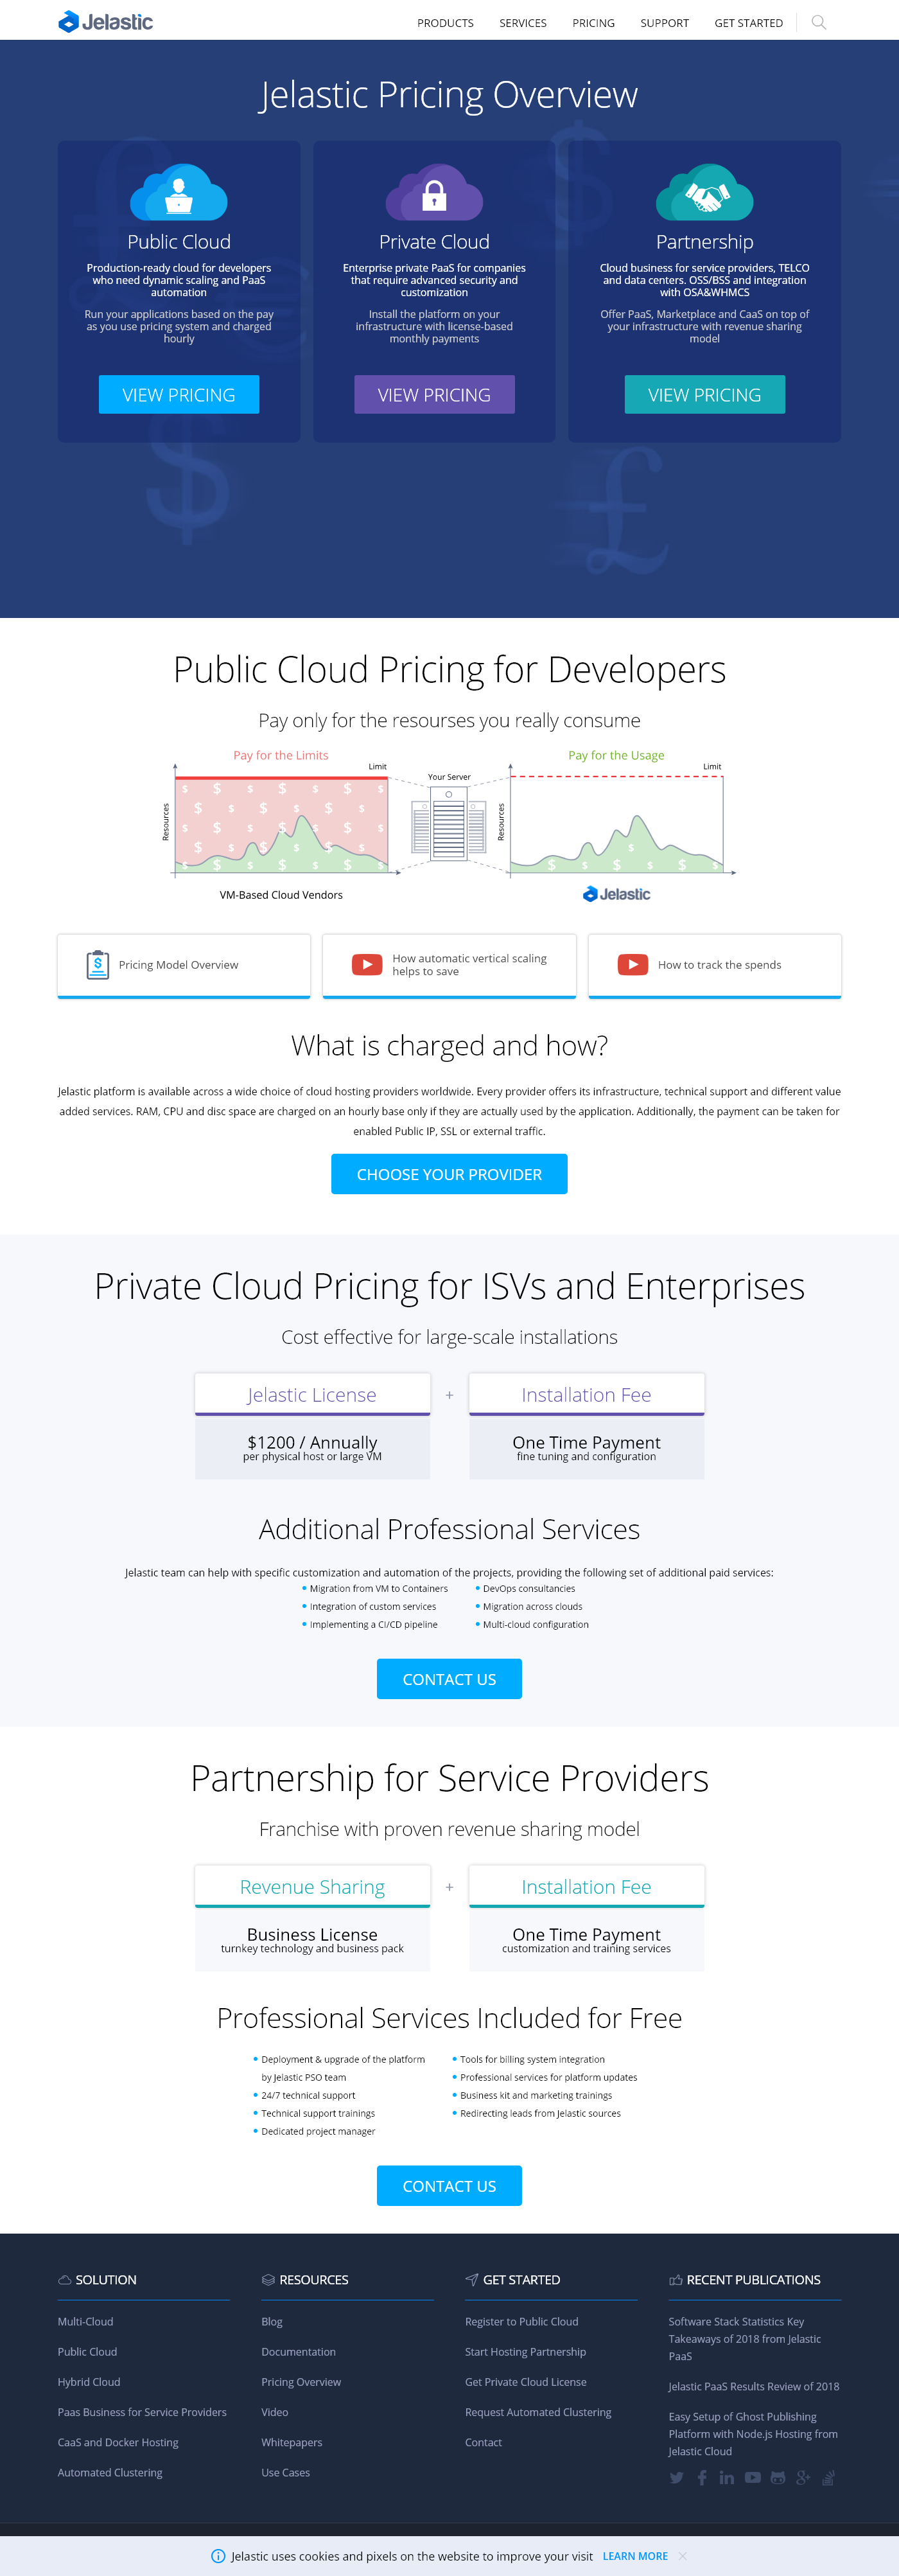 Jelastic
PRODUCTS SERVICES PRICING SUPPORT GET STARTED
Jelastic Pricing Overview
Public Cloud
Production-ready cloud for developers
who need dynamic scaling and PaaS
automation
Run your applications based on the pay
as you use pricing system and charged
hourly
VIEW PRICING
Private Cloud
Enterprise private PaaS for companies
that require advanced security and
customization
Install the platform on your
infrastructure with license-based
monthly payments
VIEW PRICING
Partnership
Cloud business for service providers, TELCO
and data centers. OSS/BSS and integration
with OSA&WHMCS
Offer PaaS, Marketplace and CaaS on top of
your infrastructure with revenue sharing
model
VIEW PRICING
Public Cloud Pricing for Developers
Pay only for the resourses you really consume
Pay for the Limits
Limit
Resources
VM-Based Cloud Vendors
Your Server
Pay for the Usage
Limit
Resources
Jelastic
Pricing Model Overview
How automatic vertical scaling
helps to save
How to track the spends
What is charged and how?
Jelastic platform is available across a wide choice of cloud hosting providers worldwide. Every provider offers its infrastructure, technical support and different value
added services. RAM, CPU and disc space are charged on an hourly base only if they are actually used by the application. Additionally, the payment can be taken for
enabled Public IP, SSL or external traffic.
CHOOSE YOUR PROVIDER
Private Cloud Pricing for ISVs and Enterprises
Cost effective for large-scale installations
Jelastic License
$1200 / Annually
per physical host or large VM
+
Installation Fee
One Time Payment
fine tuning and configuration
Additional Professional Services
Jelastic team can help with specific customization and automation of the projects, providing the following set of additional paid services:
Migration from VM to Containers
Integration of custom services
Implementing a CI/CD pipeline
DevOps consultancies
Migration across clouds
Multi-cloud configuration
CONTACT US
Partnership for Service Providers
Franchise with proven revenue sharing model
Revenue Sharing
Business License
turnkey technology and business pack
+
Installation Fee
One Time Payment
customization and training services
Professional Services Included for Free
Deployment & upgrade of the platform
by Jelastic PSO team
24/7 technical support
Technical support trainings
Dedicated project manager
Tools for billing system integration
Professional services for platform updates
Business kit and marketing trainings
Redirecting leads from Jelastic sources
CONTACT US
SOLUTION
Multi-Cloud
Public Cloud
Hybrid Cloud
Paas Business for Service Providers
CaaS and Docker Hosting
Automated Clustering
RESOURCES
Blog
Documentation
Pricing Overview
Video
Whitepapers
Use Cases
GET STARTED
Register to Public Cloud
Start Hosting Partnership
Get Private Cloud License
Request Automated Clustering
Contact
RECENT PUBLICATIONS
Software Stack Statistics Key
Takeaways of 2018 from Jelastic
PaaS
Jelastic PaaS Results Review of 2018
Easy Setup of Ghost Publishing
Platform with Node.js Hosting from
Jelastic Cloud
Jelastic uses cookies and pixels on the website to improve your visit LEARN MORE